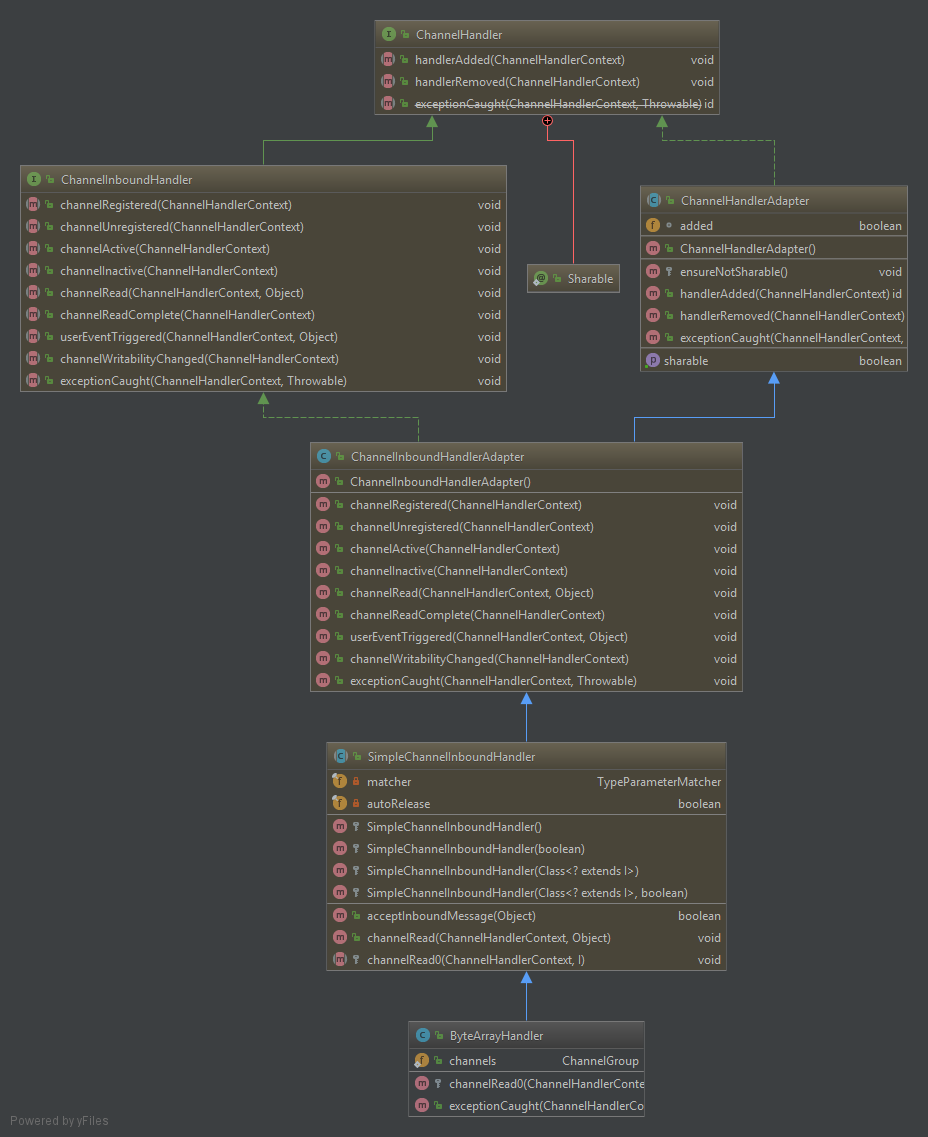 ChannelHandler
handlerAdded(ChannelHandlerContext) void
handlerRemoved(ChannelHandlerContext) void
exceptionCaught(ChannelHandlerContext, Throwable) id
ChannelInboundHandler
channelRegistered(ChannelHandlerContext) void
channelUnregistered(ChannelHandlerContext) void
channelActive(ChannelHandlerContext) void
channelInactive(ChannelHandlerContext) void
channelRead(ChannelHandlerContext, Object) void
channelReadComplete(ChannelHandlerContext) void
userEventTriggered(ChannelHandlerContext, Object) void
channelWritabilityChanged(ChannelHandlerContext) void
exceptionCaught(ChannelHandlerContext, Throwable) void
Sharable
ChannelHandlerAdapter
added boolean
ChannelHandlerAdapter()
ensureNotSharable() void
handlerAdded(ChannelHandlerContext) id
handlerRemoved(ChannelHandlerContext)
exceptionCaught(ChannelHandlerContext,
sharable boolean
ChannelInboundHandlerAdapter
ChannelInboundHandlerAdapter()
channelRegistered(ChannelHandlerContext) void
channelUnregistered(ChannelHandlerContext) void
channelActive(ChannelHandlerContext) void
channelInactive(ChannelHandlerContext) void
channelRead(ChannelHandlerContext, Object) void
channelReadComplete(ChannelHandlerContext) void
userEventTriggered(ChannelHandlerContext, Object) void
channelWritabilityChanged(ChannelHandlerContext) void
exceptionCaught(ChannelHandlerContext, Throwable) void
SimpleChannelInboundHandler
matcher TypeParameterMatcher
autoRelease boolean
SimpleChannelInboundHandler()
SimpleChannelInboundHandler(boolean)
SimpleChannelInboundHandler(Class<? extends I>)
SimpleChannelInboundHandler(Class<? extends I>, boolean)
acceptInboundMessage(Object) boolean
channelRead(ChannelHandlerContext, Object) void
channelRead0(ChannelHandlerContext, I) void
ByteArrayHandler
channels ChannelGroup
channelRead0(ChannelHandlerConte
exceptionCaught(ChannelHandlerCo
Powered by yFiles